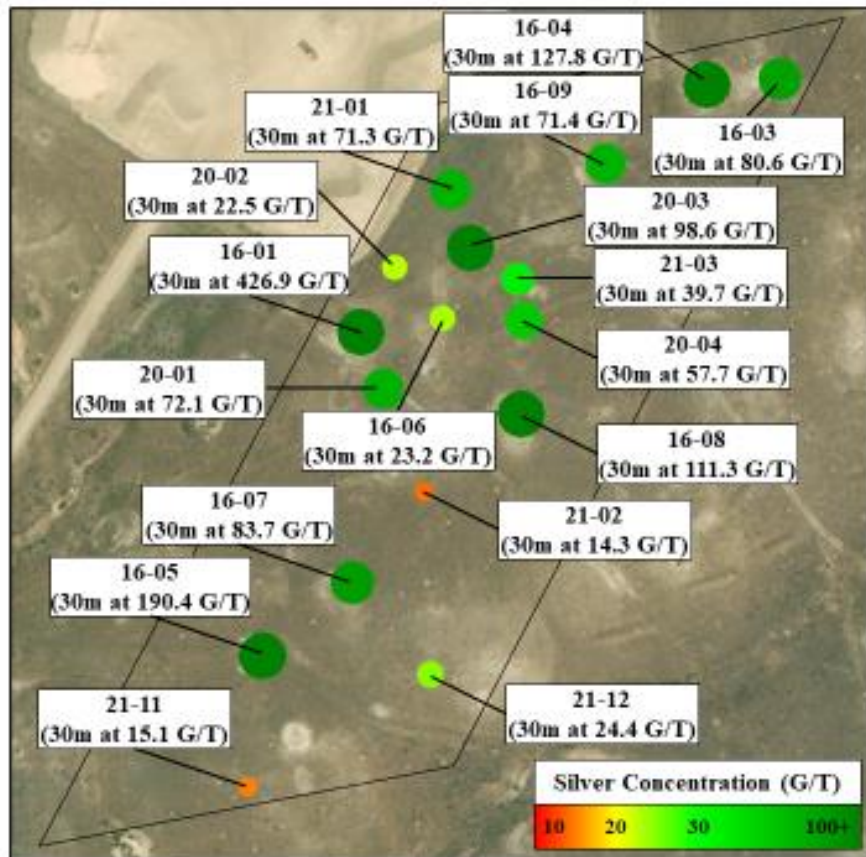 16-04
(30m at 127.8 G/T)
21-01
(30m at 71.3 G/T)
16-09
(30m at 71.4 G/T)
16-03
(30m at 80.6 G/T)
20-02
(30m at 22.5 G/T)
20-03
(30m at 98.6 G/T)
16-01
(30m at 426.9 G/T)
21-03
(30m at 39.7 G/T)
20-01
(30m at 72.1 G/T)
20-04
(30m at 57.7 G/T)
16-06
(30m at 23.2 G/T)
16-08
(30m at 111.3 G/T)
16-07
(30m at 83.7 G/T)
21-02
(30m at 14.3 G/T)
16-05
(30m at 190.4 G/T)
21-11
(30m at 15.1 G/T)
21-12
(30m at 24.4 G/T)
Silver Concentration (G/T)
10 20 30 100+